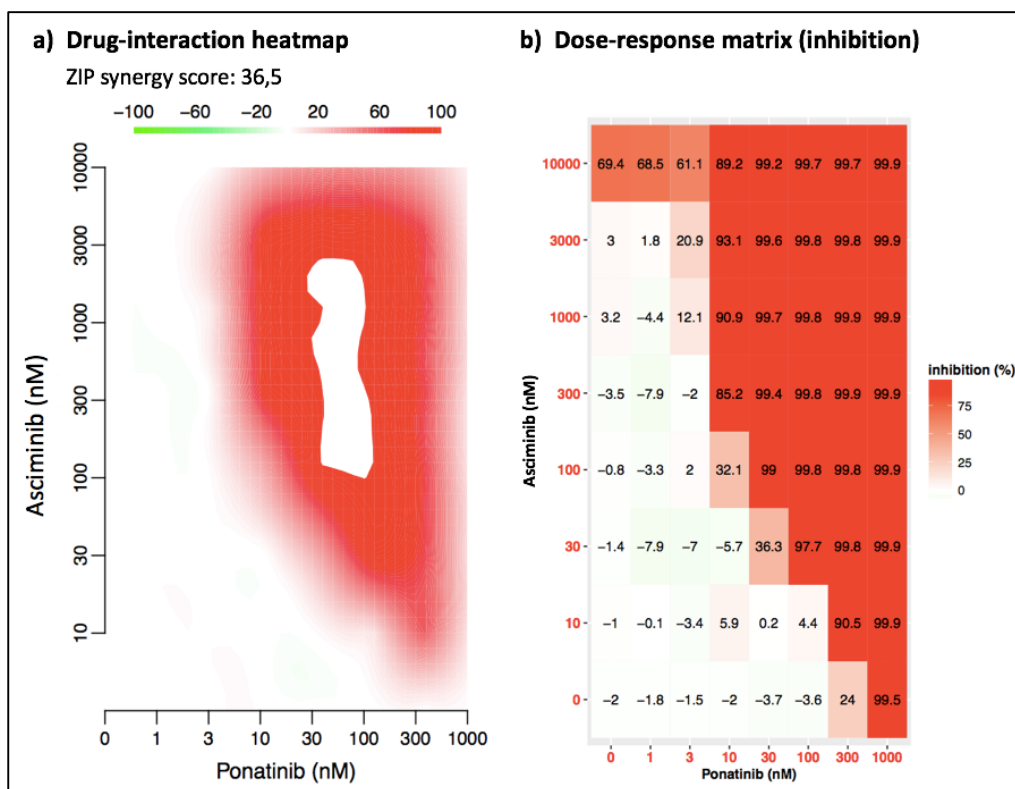 a) Drug-interaction heatmap
ZIP synergy score: 36,5
−100 −60 −20 20 60 100
10000
3000
1000
300
100
30
10
0
Asciminib (nM)
0 1 3 10 30 100 300 1000
Ponatinib (nM)
b) Dose-response matrix (inhibition)
10000 69.4 68.5 61.1 89.2 99.2 99.7 99.7 99.9
3000 3 1.8 20.9 93.1 99.6 99.8 99.8 99.9
1000 3.2 −4.4 12.1 90.9 99.7 99.8 99.9 99.9
300 −3.5 −7.9 −2 85.2 99.4 99.8 99.9 99.9
100 −0.8 −3.3 2 32.1 99 99.8 99.8 99.9
30 −1.4 −7.9 −7 −5.7 36.3 97.7 99.8 99.9
10 −1 −0.1 −3.4 5.9 0.2 4.4 90.5 99.9
0 −2 −1.8 −1.5 −2 −3.7 −3.6 24 99.5
Asciminib (nM)
0 1 3 10 30 100 300 1000
Ponatinib (nM)
inhibition (%)
75
50
25
0